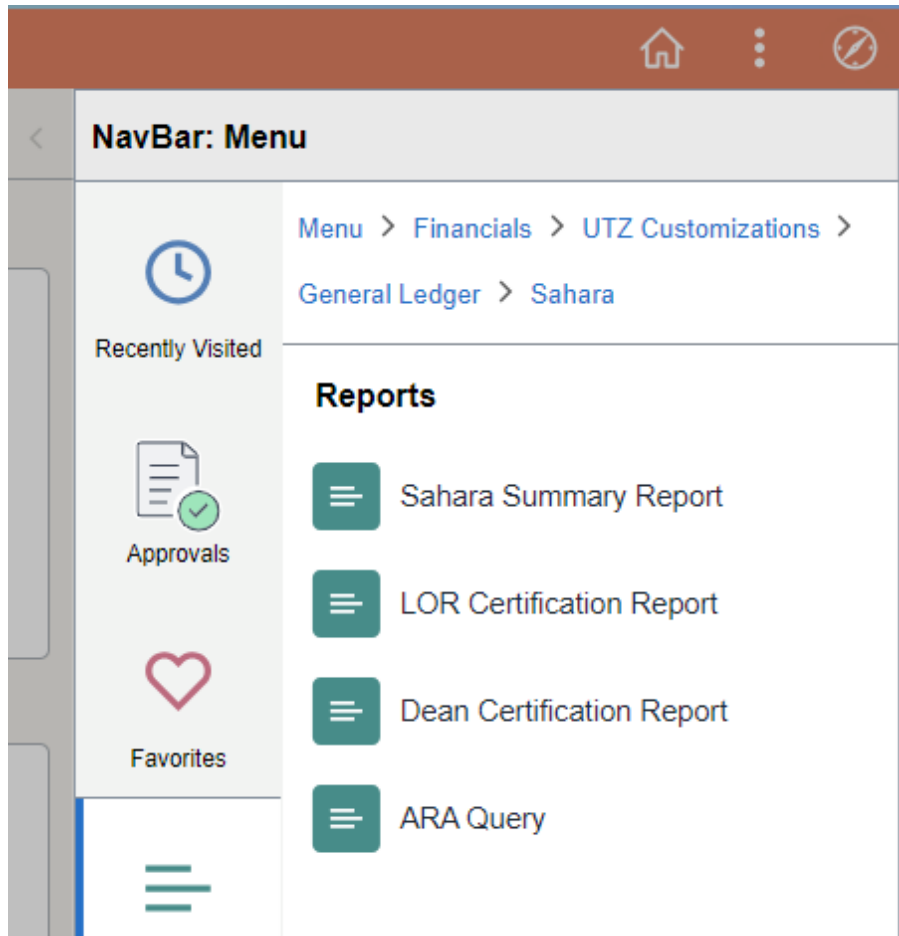 NavBar: Menu
Menu > Financials > UTZ Customizations >
General Ledger > Sahara
Recently Visited
Approvals
Favorites
Reports
Sahara Summary Report
LOR Certification Report
Dean Certification Report
ARA Query